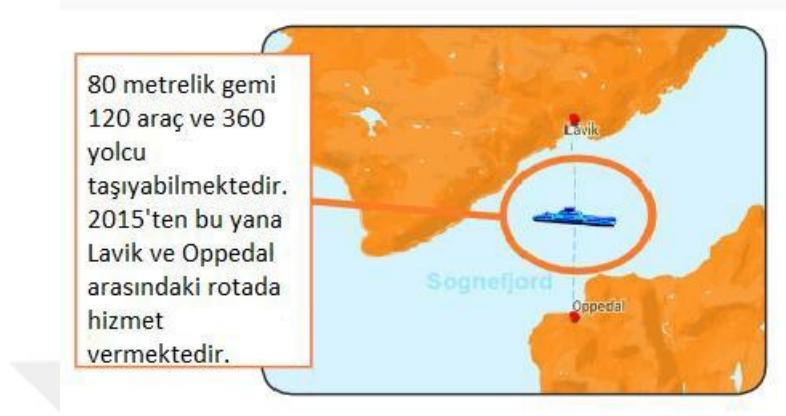 80 metrelik gemi
120 araç ve 360
yolcu
taşıyabilmektedir.
2015'ten bu yana
Lavik ve Oppedal
arasındaki rotada
hizmet
vermektedir.
Lavik
Sognefjord
Oppedal